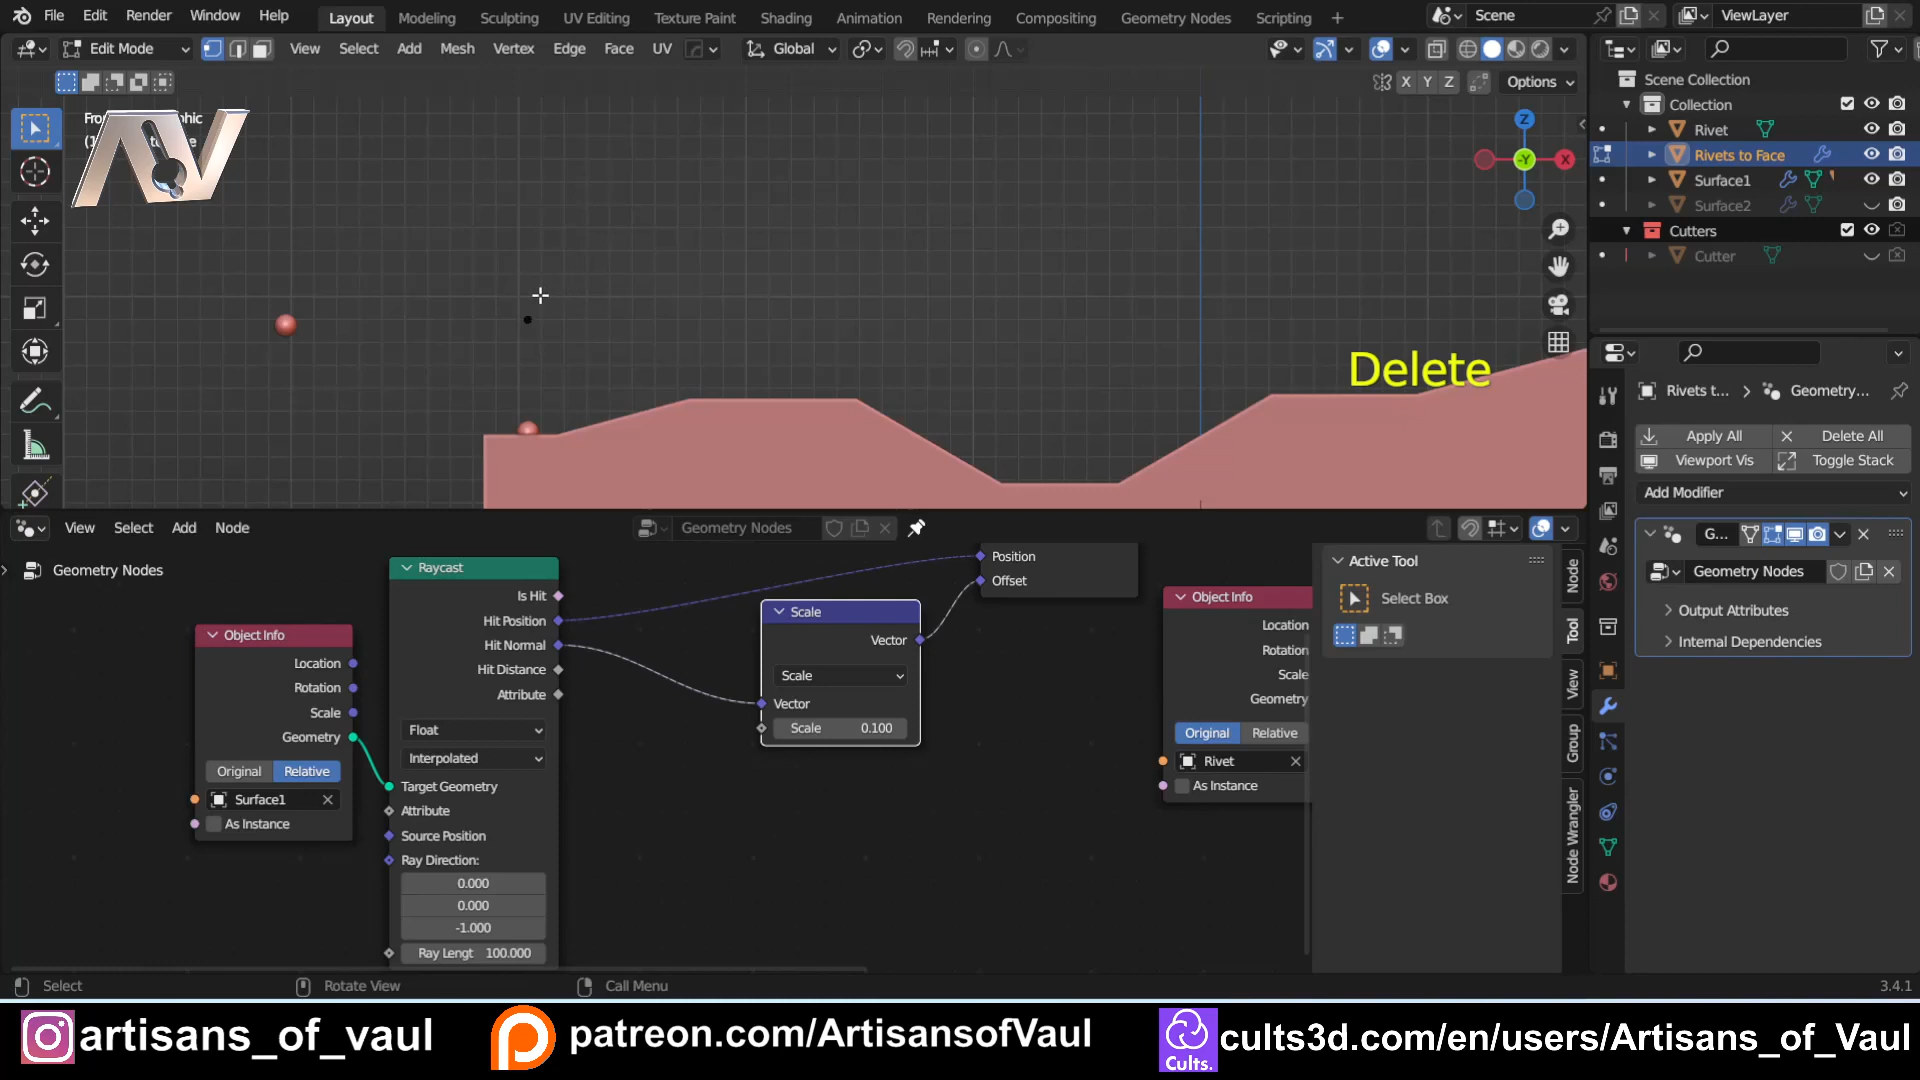 File Edit Render Window Help Layout Modeling Sculpting UV Editing Texture Paint Shading Animation Rendering Compositing Geometry Nodes Scripting + Scene ViewLayer
Edit Mode View Select Add Mesh Vertex Edge Face UV Global
X Y Z Options
Scene Collection
Collection
Rivet
Rivets to Face
Surface1
Surface2
Cutters
Cutter
Z
-Y X
AV
Delete
Rivets t... > Geometry...
Apply All Delete All
Viewport Vis Toggle Stack
Add Modifier
G...
Geometry Nodes
Output Attributes
Internal Dependencies
View Select Add Node Geometry Nodes
Geometry Nodes
Object Info
Location
Rotation
Scale
Geometry
Original Relative
Surface1
As Instance
Raycast
Is Hit
Hit Position
Hit Normal
Hit Distance
Attribute
Float
Interpolated
Target Geometry
Attribute
Source Position
Ray Direction:
0.000
0.000
-1.000
Ray Lengt 100.000
Scale
Vector
Scale
Vector
Scale 0.100
Position
Offset
Object Info
Location
Rotation
Scale
Geometry
Original Relative
Rivet
As Instance
Active Tool
Select Box
Node
Tool
View
Group
Node Wrangler
Select Rotate View Call Menu 3.4.1
artisans_of_vaul patreon.com/ArtisansofVaul Cults. cults3d.com/en/users/Artisans_of_Vaul